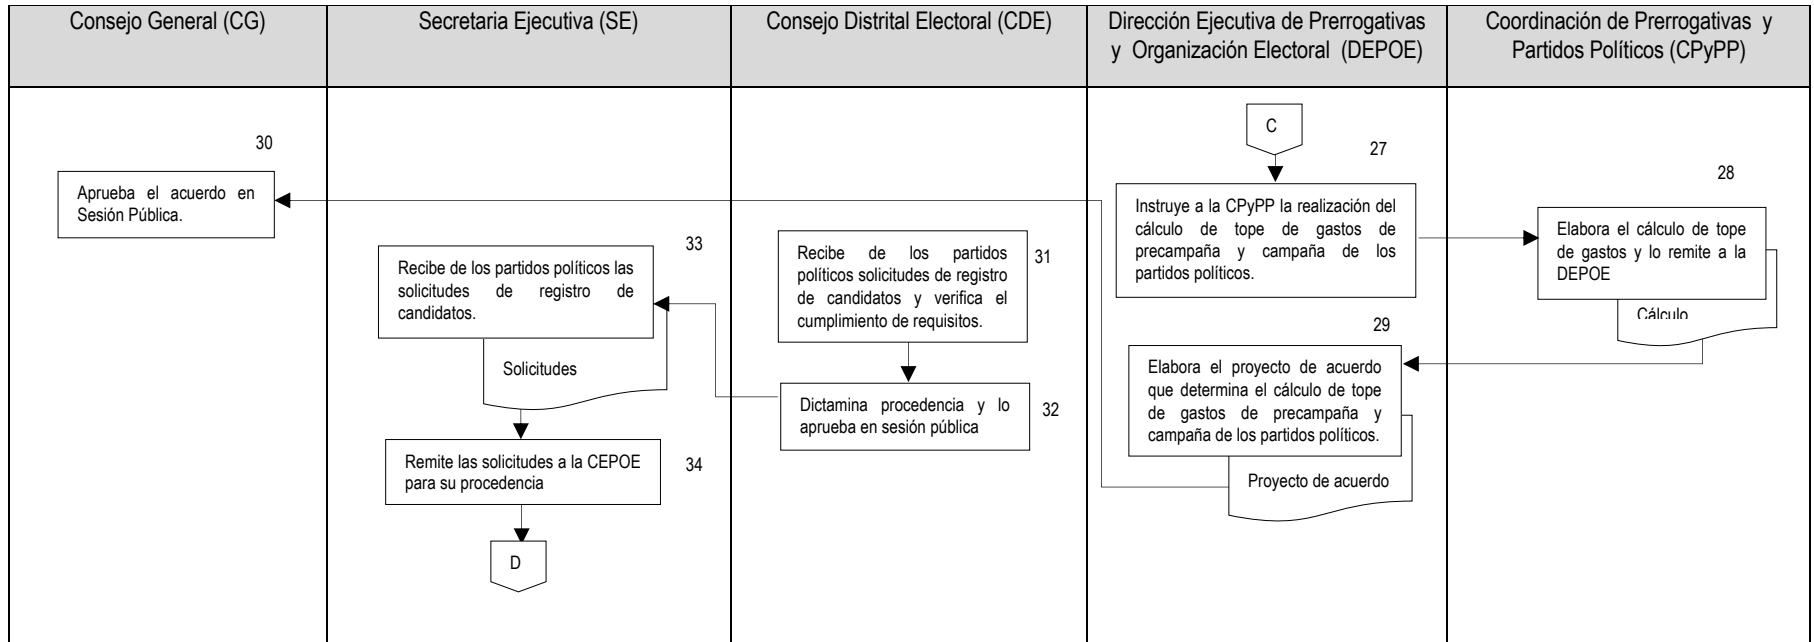 Consejo General (CG)
Secretaria Ejecutiva (SE)
Consejo Distrital Electoral (CDE)
Dirección Ejecutiva de Prerrogativas
y Organización Electoral (DEPOE)
Coordinación de Prerrogativas y
Partidos Políticos (CPyPP)
30
Aprueba el acuerdo en
Sesión Pública.
33
Recibe de los partidos políticos las
solicitudes de registro de
candidatos.
Solicitudes
Remite las solicitudes a la CEPOE
para su procedencia
34
D
Recibe de los partidos
políticos solicitudes de registro
de candidatos y verifica el
cumplimiento de requisitos.
31
Dictamina procedencia y lo
aprueba en sesión pública
32
C
27
Instruye a la CPyPP la realización del
cálculo de tope de gastos de
precampaña y campaña de los
partidos políticos.
29
Elabora el proyecto de acuerdo
que determina el cálculo de tope
de gastos de precampaña y
campaña de los partidos políticos.
Proyecto de acuerdo
28
Elabora el cálculo de tope
de gastos y lo remite a la
DEPOE
Cálculo